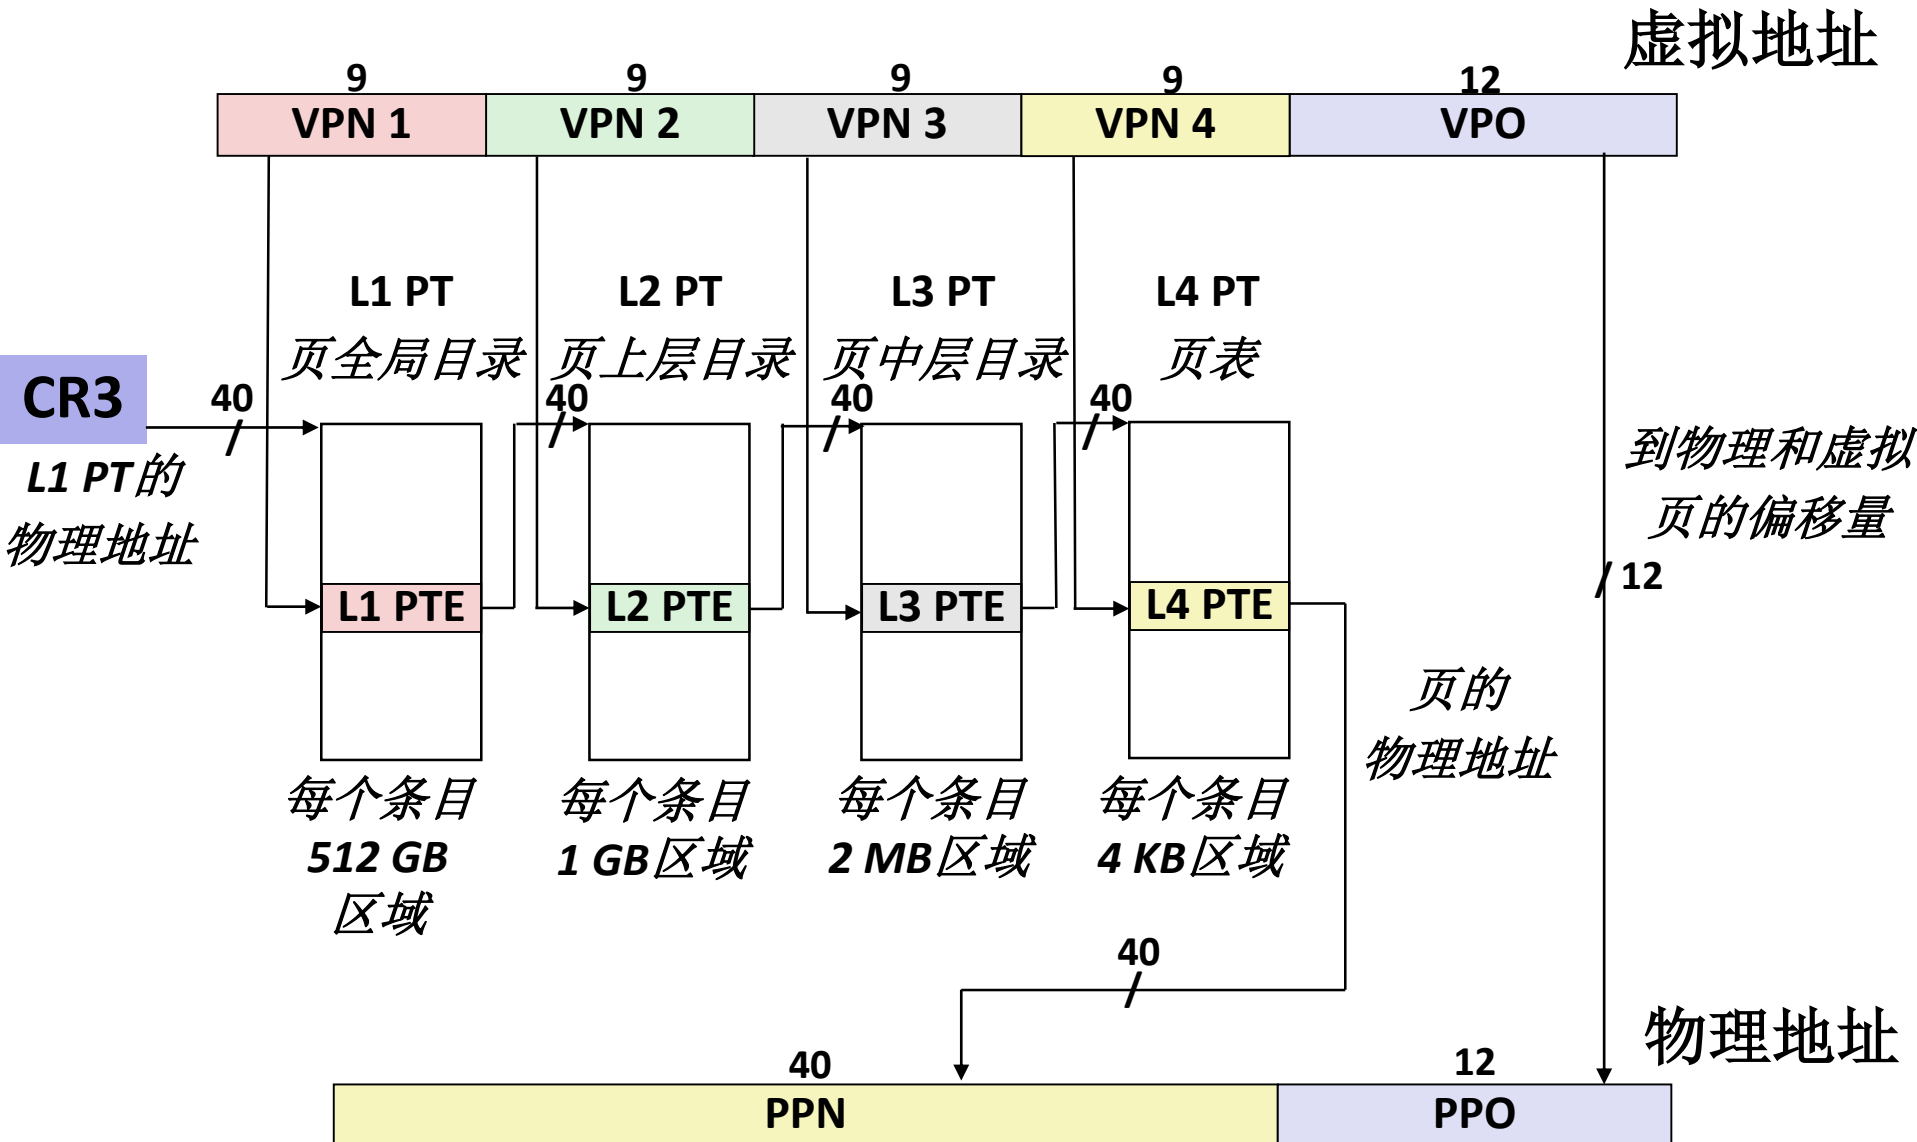 虚拟地址
9 9 9 9 12
VPN 1 VPN 2 VPN 3 VPN 4 VPO
L1 PT L2 PT L3 PT L4 PT
页全局目录 页上层目录 页中层目录 页表
CR3
40 40 40 40
L1 PT的
物理地址
到物理和虚拟
页的偏移量
12
L1 PTE L2 PTE L3 PTE L4 PTE
页的
物理地址
每个条目 每个条目 每个条目 每个条目
512 GB 1 GB区域 2 MB区域 4 KB区域
区域
40
物理地址
40 12
PPN PPO